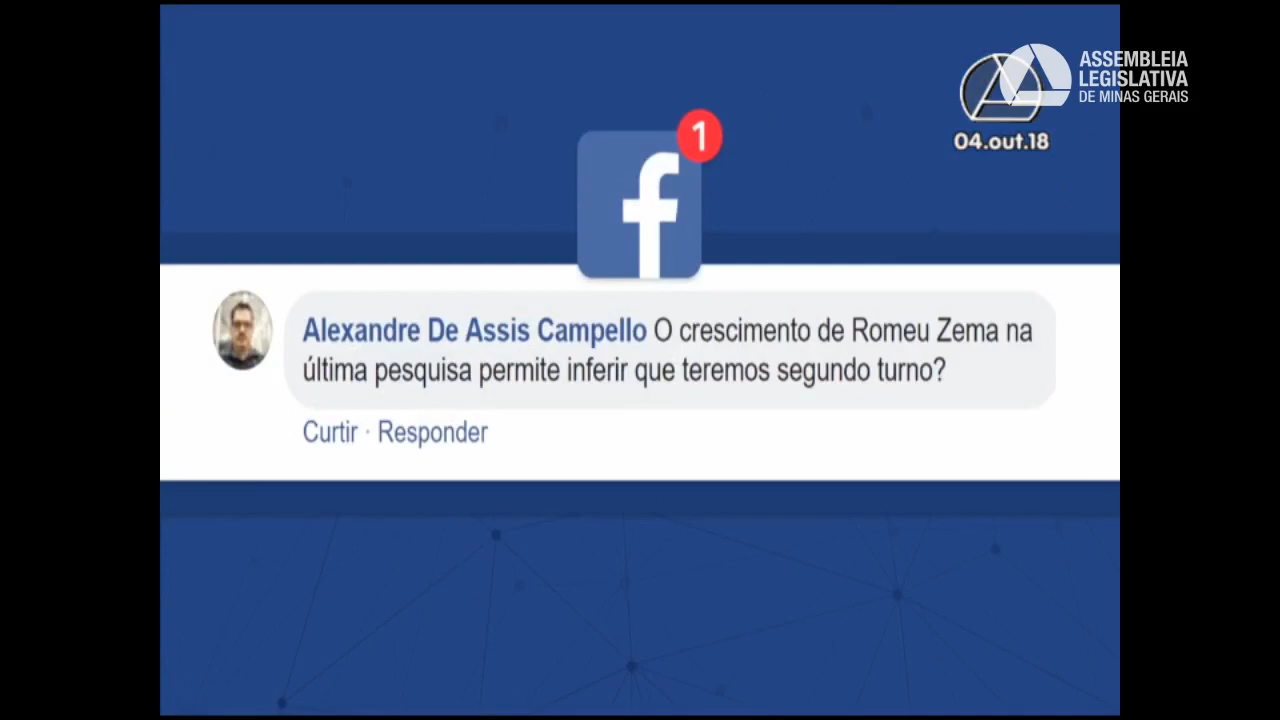 ASSEMBLEIA
LEGISLATIVA
DE MINAS GERAIS
04.out.18
1
f
Alexandre De Assis Campello O crescimento de Romeu Zema na
última pesquisa permite inferir que teremos segundo turno?
Curtir · Responder